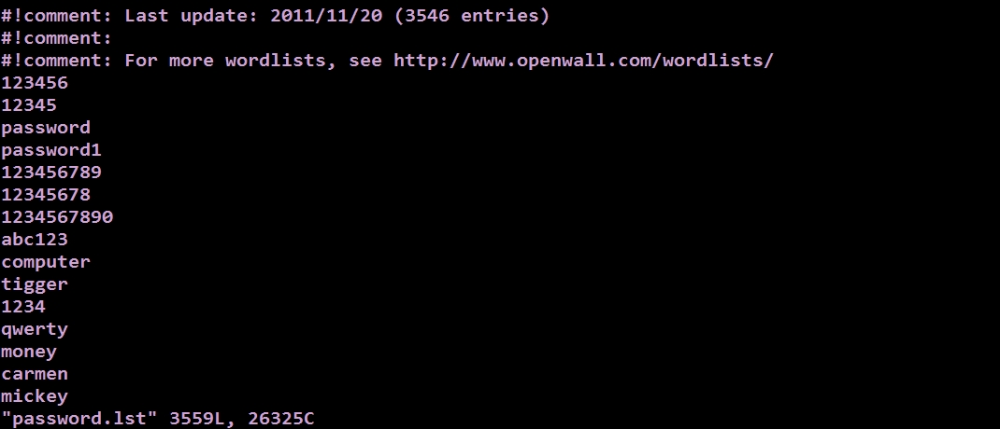 #!comment: Last update: 2011/11/20 (3546 entries)
#!comment:
#!comment: For more wordlists, see http://www.openwall.com/wordlists/
123456
12345
password
password1
123456789
12345678
1234567890
abc123
computer
tigger
1234
qwerty
money
carmen
mickey
"password.lst" 3559L, 26325C